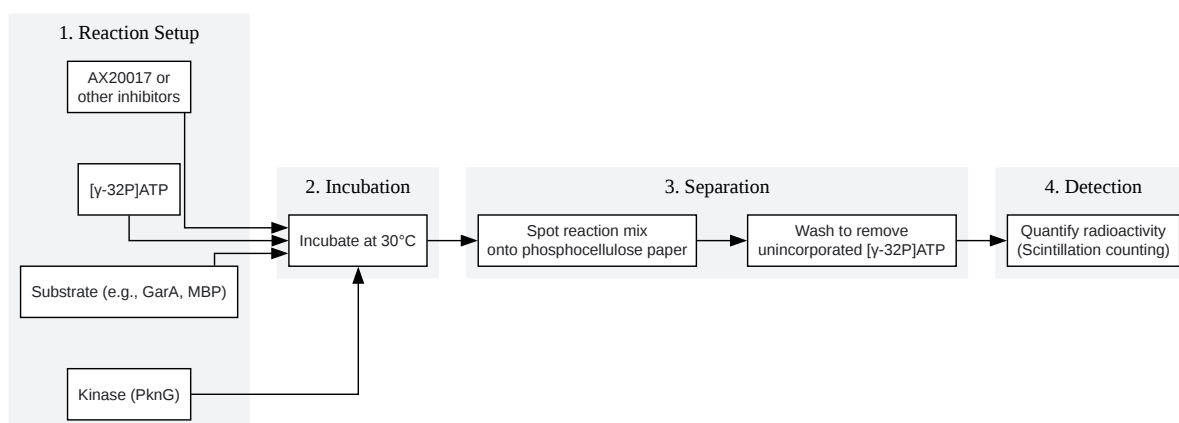 1. Reaction Setup
AX20017 or
other inhibitors
[γ-32P]ATP
Substrate (e.g., GarA, MBP)
Kinase (PknG)
2. Incubation
Incubate at 30°C
3. Separation
Spot reaction mix
onto phosphocellulose paper
Wash to remove
unincorporated [γ-32P]ATP
4. Detection
Quantify radioactivity
(Scintillation counting)